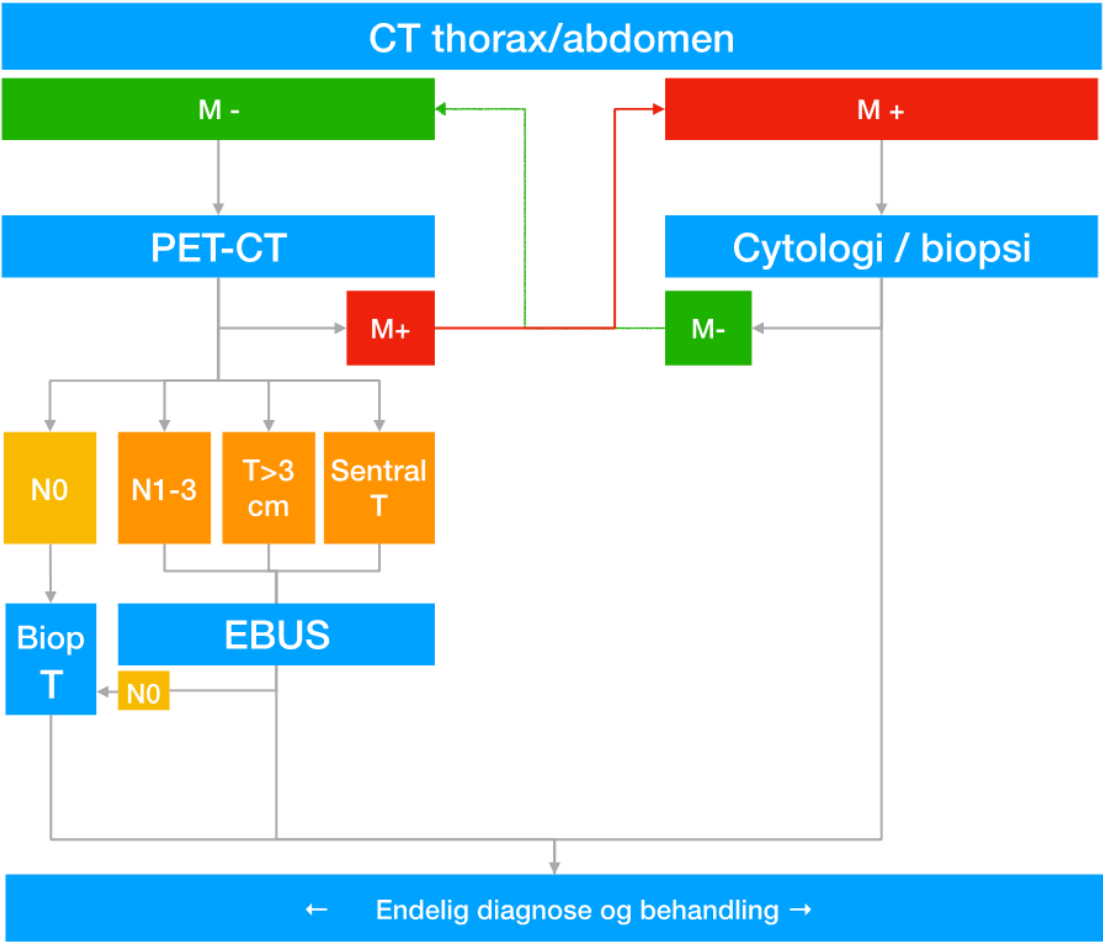 CT thorax/abdomen
M -
M +
PET-CT
Cytologi / biopsi
M+
M-
N0
N1-3
T>3
cm
Sentral
T
Biop
T
EBUS
N0
← Endelig diagnose og behandling →